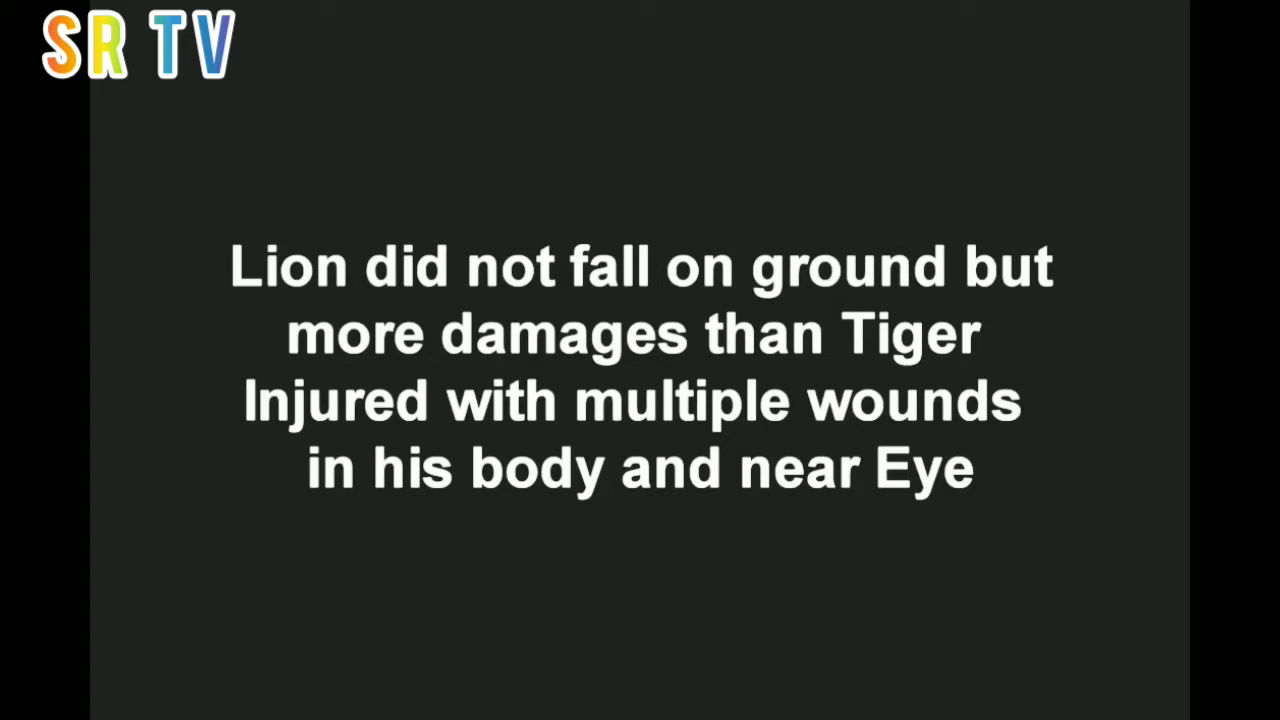 SR TV
Lion did not fall on ground but
more damages than Tiger
Injured with multiple wounds
in his body and near Eye